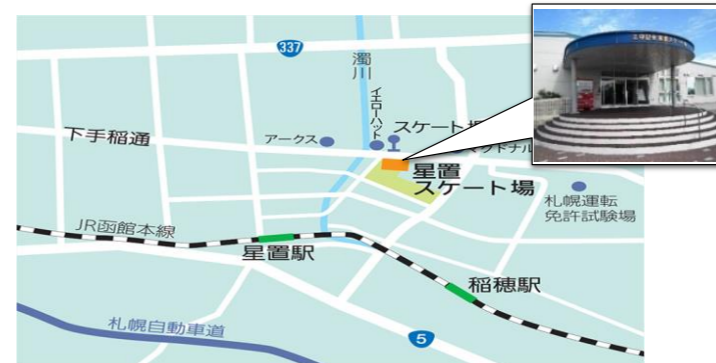 337
濁川
イエローハット
下手稲通
アークス
スケート場
星置
スケート場
札幌運転
免許試験場
JR函館本線
星置駅
稲穂駅
札幌自動車道
5